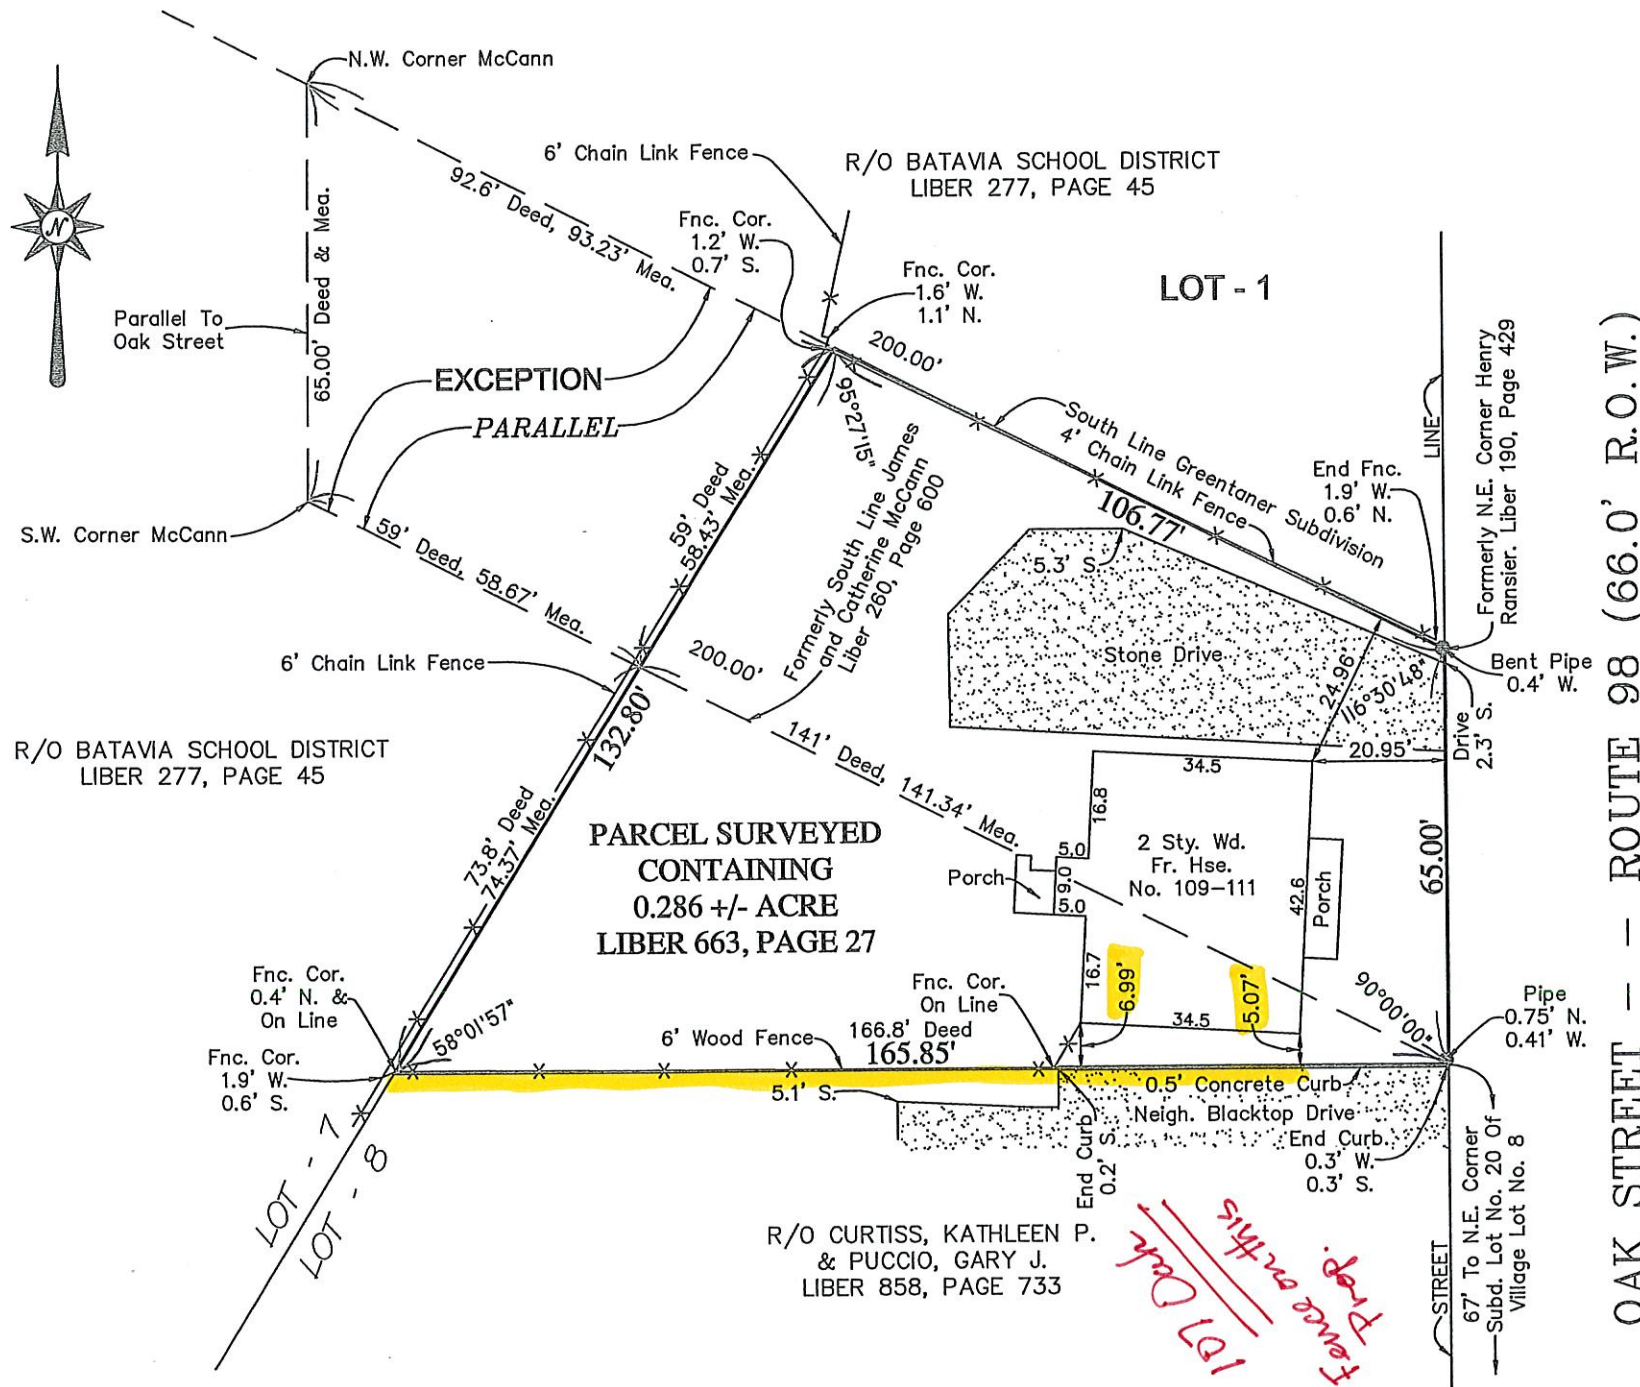 N.W. Corner McCann
N
6' Chain Link Fence
R/O BATAVIA SCHOOL DISTRICT
LIBER 277, PAGE 45
92.6' Deed, 93.23' Mea.
65.00' Deed & Mea.
Fnc. Cor.
1.2' W.
0.7' S.
Fnc. Cor.
1.6' W.
1.1' N.
LOT - 1
Parallel To
Oak Street
200.00'
EXCEPTION
PARALLEL
95°27'15"
South Line Greentaner Subdivision
4' Chain Link Fence
106.77'
LINE
Formerly N.E. Corner Henry
Ransier. Liber 190, Page 429
End Fnc.
1.9' W.
0.6' N.
S.W. Corner McCann
59' Deed, 58.67' Mea.
59' Deed
58.43' Mea.
Formerly South Line James
and Catherine McCann
Liber 260, Page 600
5.3' S.
Stone Drive
24.96'
116°30'48"
Bent Pipe
0.4' W.
Drive
2.3' S.
6' Chain Link Fence
200.00'
132.80'
R/O BATAVIA SCHOOL DISTRICT
LIBER 277, PAGE 45
141' Deed, 141.34' Mea.
34.5
20.95'
16.8
73.8' Deed
74.37' Mea.
PARCEL SURVEYED
CONTAINING
0.286 +/- ACRE
LIBER 663, PAGE 27
5.0
9.0
5.0
Porch
2 Sty. Wd.
Fr. Hse.
No. 109-111
42.6
Porch
65.00'
16.7
6.99'
5.07'
34.5
90°00'00"
Pipe
0.75' N.
0.41' W.
Fnc. Cor.
0.4' N. &
On Line
58°01'57"
Fnc. Cor.
1.9' W.
0.6' S.
6' Wood Fence
166.8' Deed
165.85'
Fnc. Cor.
On Line
5.1' S.
0.5' Concrete Curb
Neigh. Blacktop Drive
End Curb
0.2' S.
End Curb.
0.3' W.
0.3' S.
LOT - 7
LOT - 8
R/O CURTISS, KATHLEEN P.
& PUCCIO, GARY J.
LIBER 858, PAGE 733
107 Oak
Fence on this
Prop.
STREET
67' To N.E. Corner
Subd. Lot No. 20 Of
Village Lot No. 8
OAK STREET - - ROUTE 98 (66.0' R.O.W.)